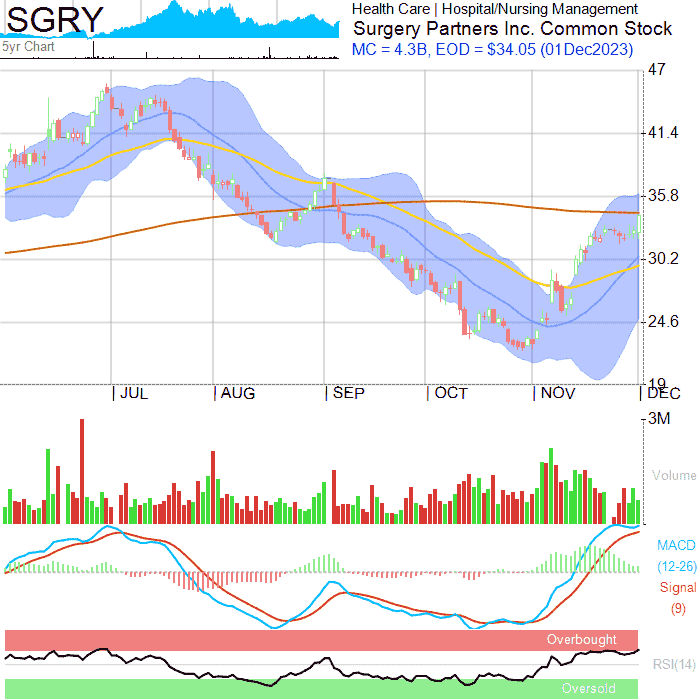 SGRY
5yr Chart
Health Care | Hospital/Nursing Management
Surgery Partners Inc. Common Stock
MC = 4.3B, EOD = $34.05 (01Dec2023)
47
41.4
35.8
30.2
24.6
19
JUL AUG SEP OCT NOV DEC
3M
Volume
MACD
(12-26)
Signal
(9)
Overbought
RSI(14)
Oversold